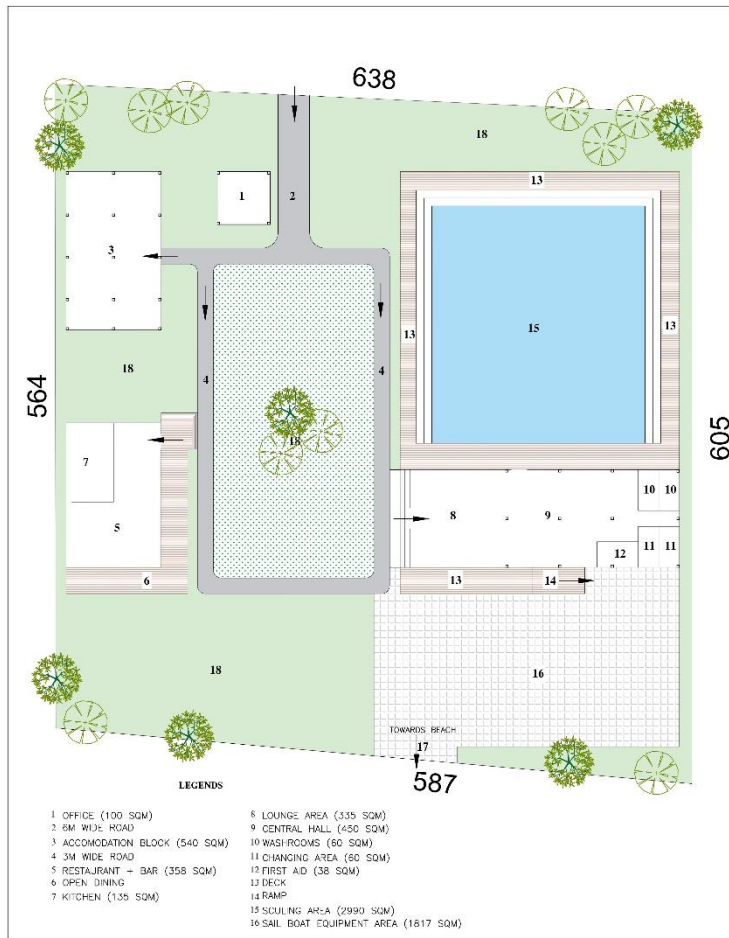 638
18
13
1
2
3
15
13
13
4
4
18
18
564
605
7
5
10 10
8
9
11 11
12
6
13
14
18
16
TOWARDS BEACH
17
587
LEGENDS
1 OFFICE (100 SQM)
2 6M WIDE ROAD
3 ACCOMODATION BLOCK (540 SQM)
4 3M WIDE ROAD
5 RESTAURANT + BAR (358 SQM)
6 OPEN DINING
7 KITCHEN (135 SQM)
8 LOUNGE AREA (335 SQM)
9 CENTRAL HALL (450 SQM)
10 WASHROOMS (60 SQM)
11 CHANGING AREA (60 SQM)
12 FIRST AID (38 SQM)
13 DECK
14 RAMP
15 SCULING AREA (2990 SQM)
16 SAIL BOAT EQUIPMENT AREA (1817 SQM)